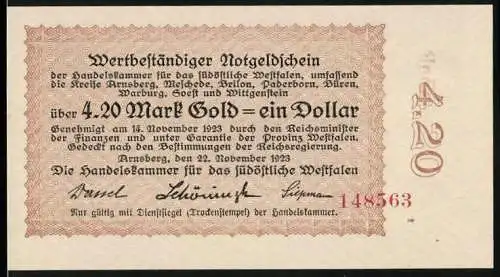 Wertbeständiger Notgeldschein
der Handelskammer für das südöstliche Westfalen, umfassend
die Kreise Arnsberg, Meschede, Brilon, Paderborn, Büren,
Warburg, Soest und Wittgenstein
über 4.20 Mark Gold = ein Dollar
Genehmigt am 14. November 1923 durch den Reichsminister
der Finanzen und unter Garantie der Provinz Westfalen.
Gedeckt nach den Bestimmungen der Reichsregierung.
Arnsberg, den 22. November 1923
Die Handelskammer für das südöstliche Westfalen
148563
Nur gültig mit Dienstsiegel (Trockenstempel) der Handelskammer.
4.20